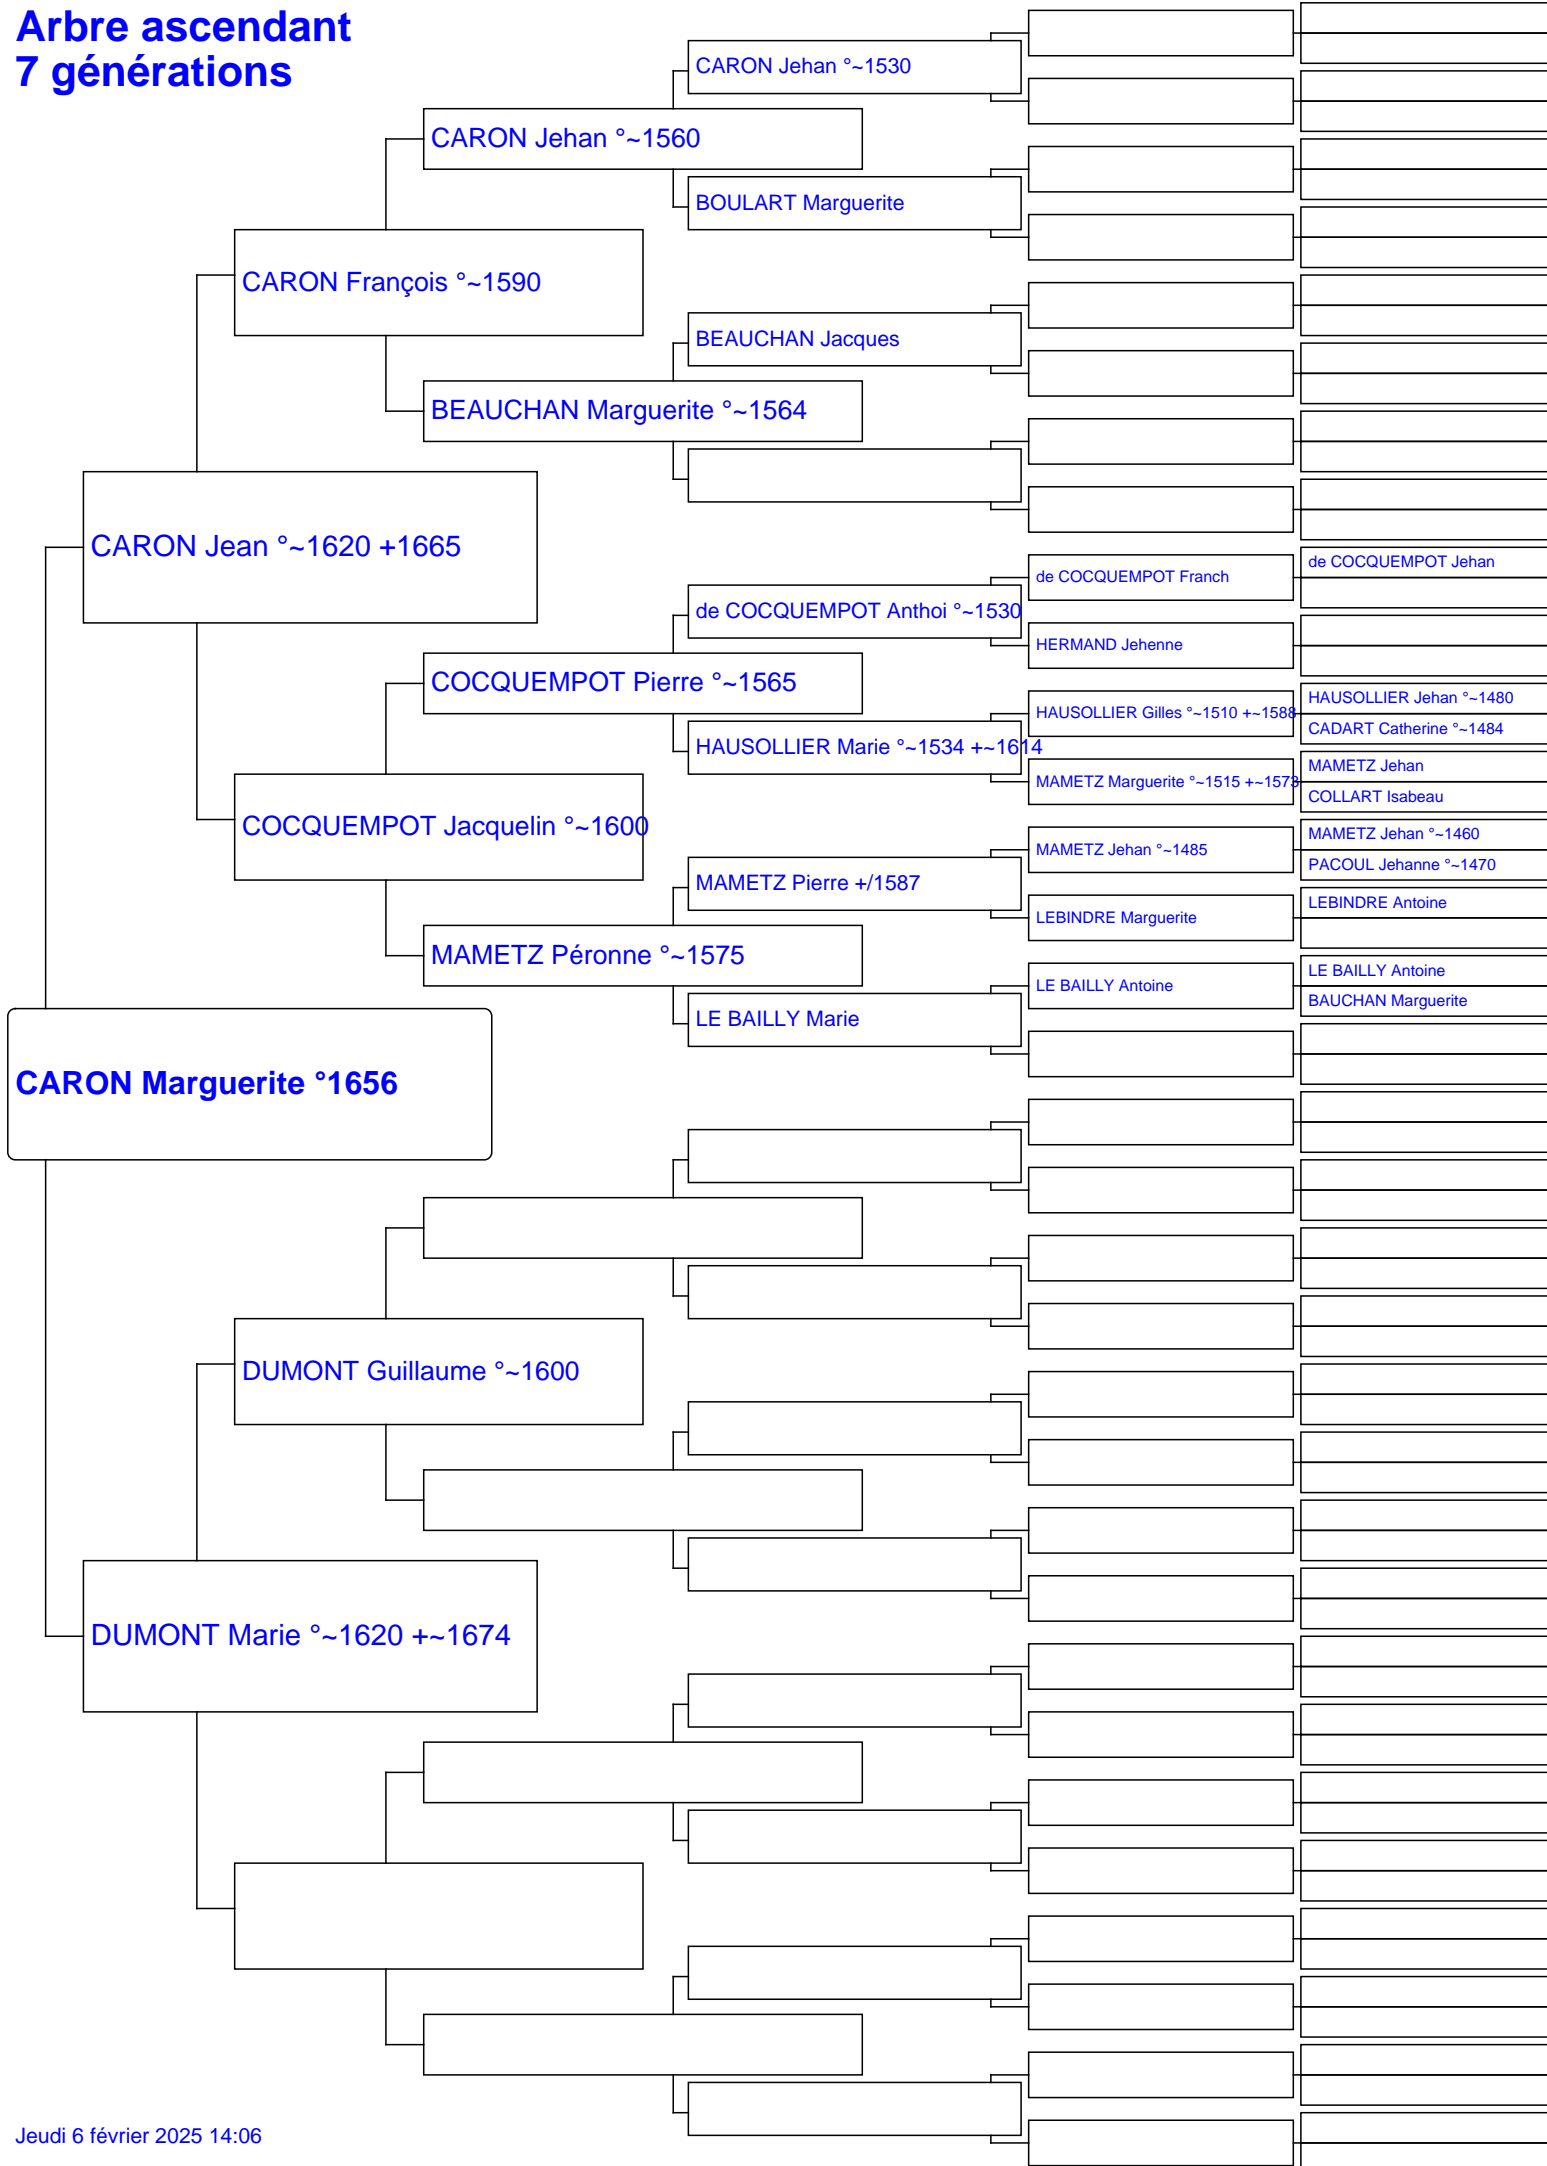 Arbre ascendant
7 générations
CARON Jehan °~1530
CARON Jehan °~1560
BOULART Marguerite
CARON François °~1590
BEAUCHAN Jacques
BEAUCHAN Marguerite °~1564
CARON Jean °~1620 +1665
de COCQUEMPOT Jehan
de COCQUEMPOT Franch
de COCQUEMPOT Anthoi °~1530
HERMAND Jehenne
COCQUEMPOT Pierre °~1565
HAUSOLLIER Jehan °~1480
HAUSOLLIER Gilles °~1510 +~1588
CADART Catherine °~1484
HAUSOLLIER Marie °~1534 +~1614
MAMETZ Jehan
MAMETZ Marguerite °~1515 +~1573
COLLART Isabeau
COCQUEMPOT Jacquelin °~1600
MAMETZ Jehan °~1460
MAMETZ Jehan °~1485
PACOUL Jehanne °~1470
MAMETZ Pierre +/1587
LEBINDRE Antoine
LEBINDRE Marguerite
MAMETZ Péronne °~1575
LE BAILLY Antoine
LE BAILLY Antoine
BAUCHAN Marguerite
LE BAILLY Marie
CARON Marguerite °1656
DUMONT Guillaume °~1600
DUMONT Marie °~1620 +~1674
Jeudi 6 février 2025 14:06